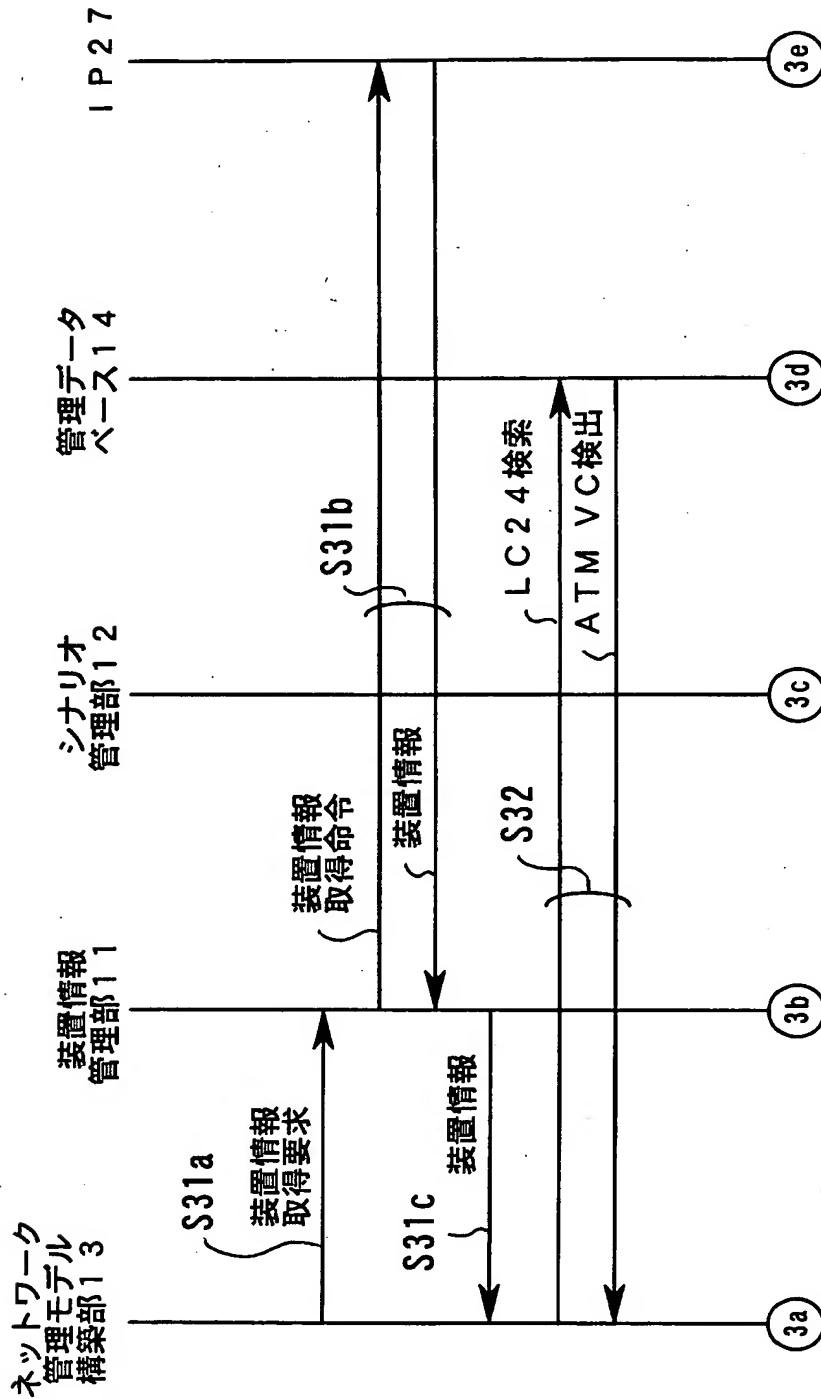 ネットワーク
管理モデル
構築部13
装置情報
管理部11
シナリオ
管理部12
管理データ
ベース14
IP27
S31a
装置情報
取得要求
装置情報
取得命令
S31b
装置情報
S31c
装置情報
S32
LC24検索
ATM VC検出
3a
3b
3c
3d
3e